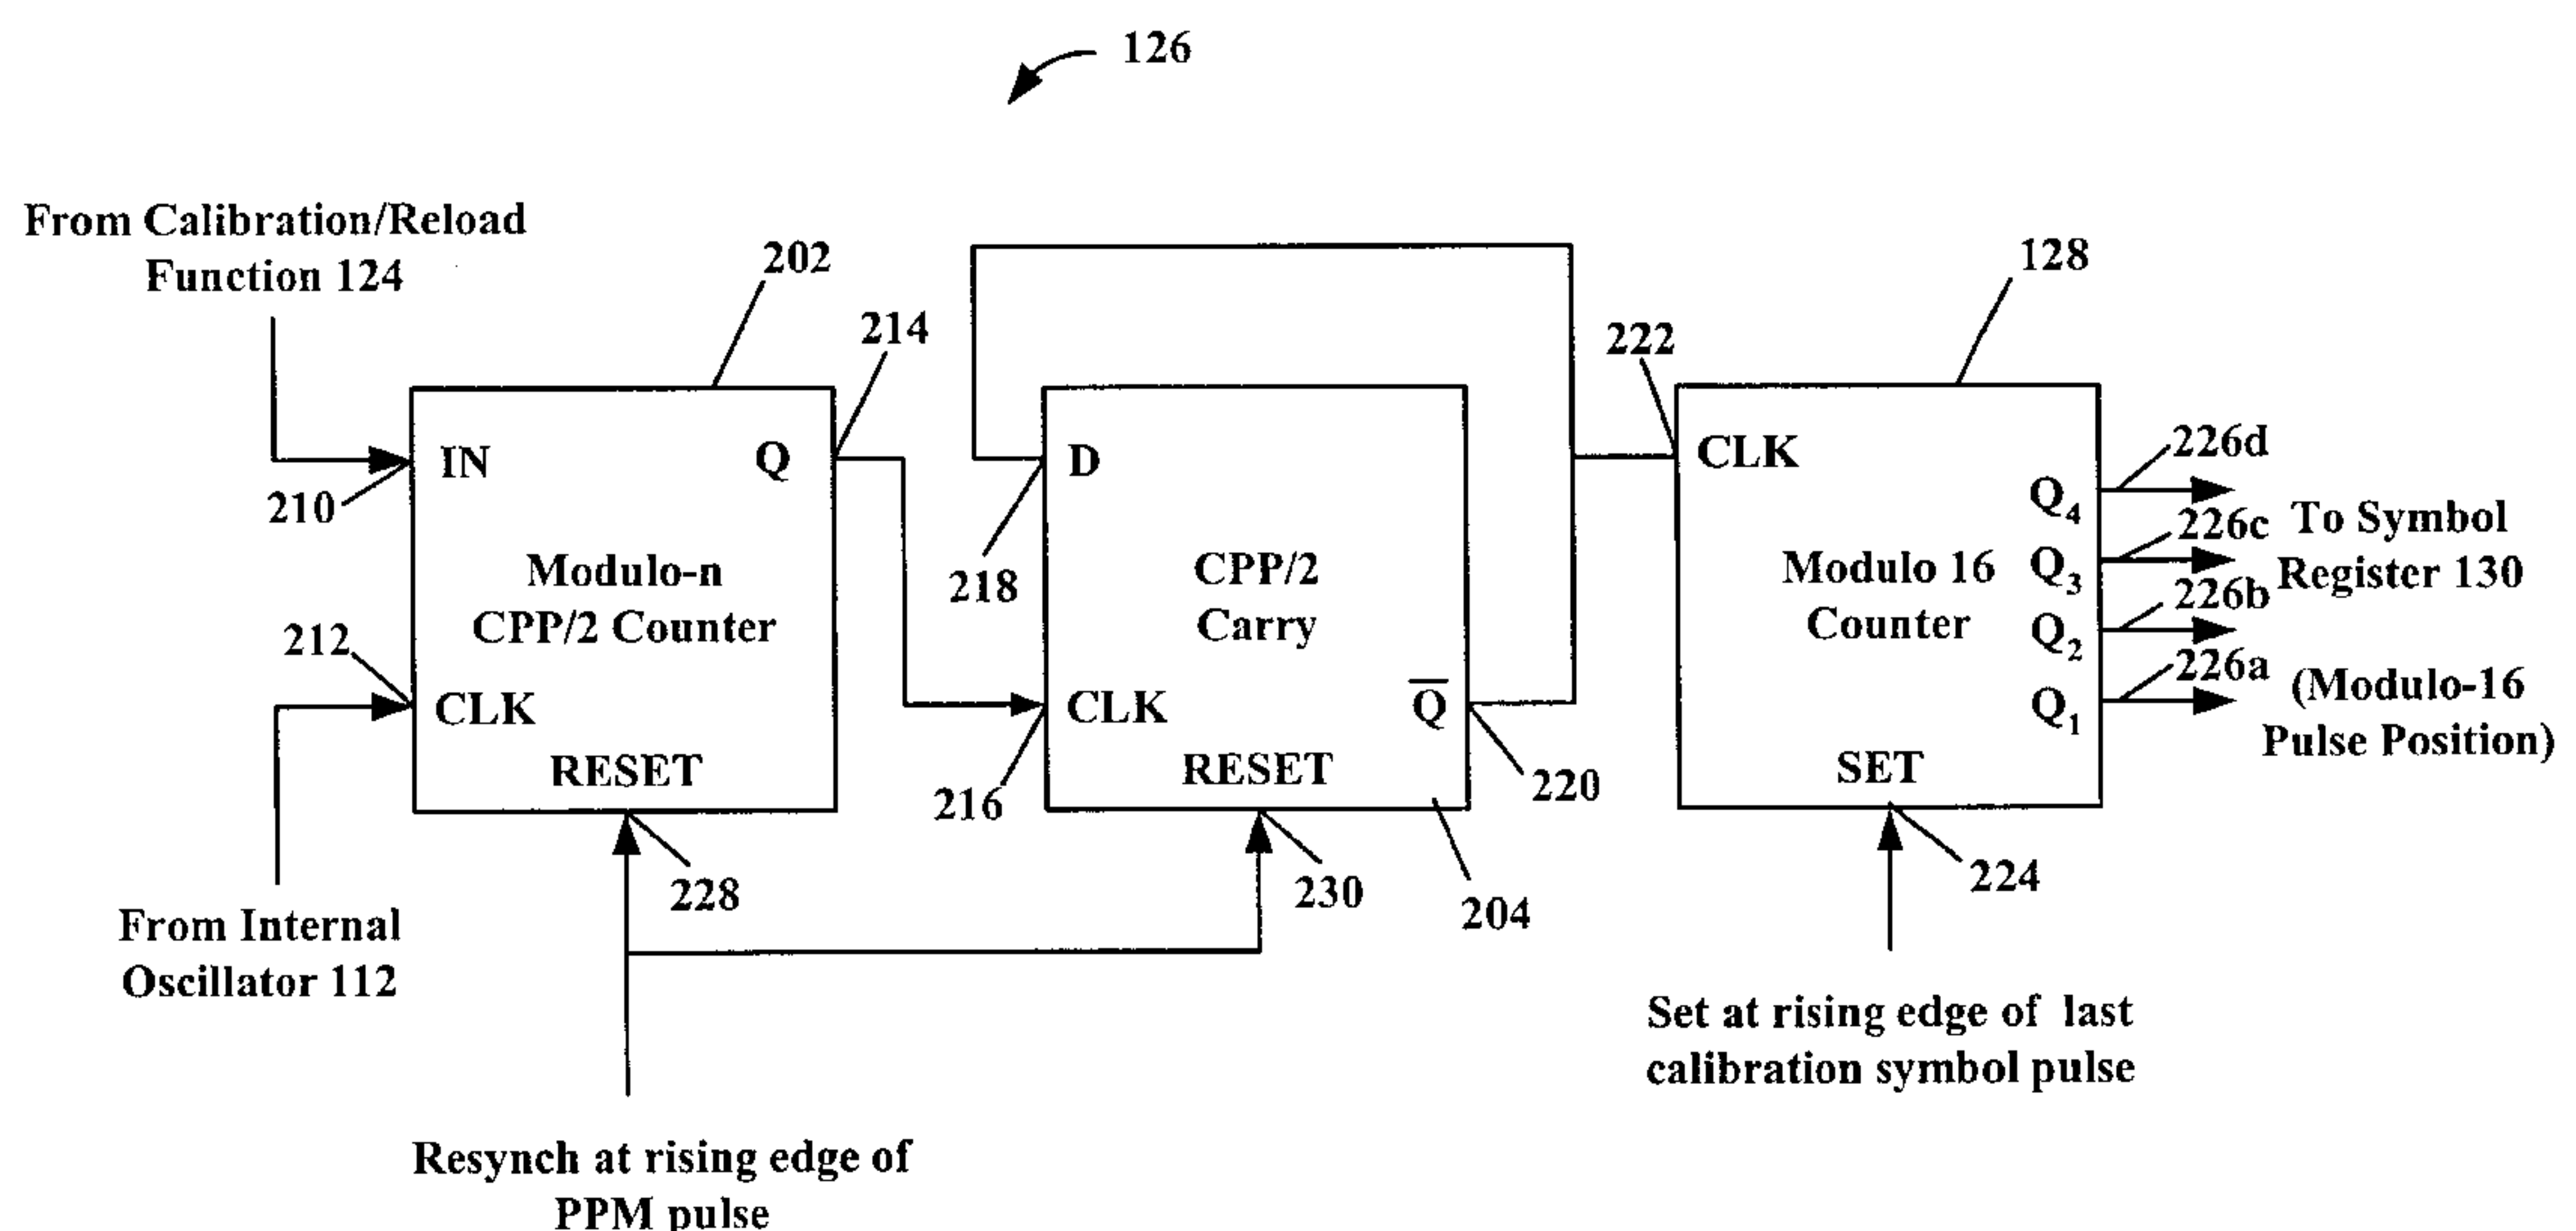 126
From Calibration/Reload
Function 124
202
214
128
222
210
IN
Q
Modulo-n
CPP/2 Counter
212
CLK
RESET
228
218
D
CPP/2
Carry
216
CLK
Q̅
RESET
220
230
204
CLK
Modulo 16
Counter
SET
224
Q4
Q3
Q2
Q1
226d
226c
226b
226a
To Symbol
Register 130
(Modulo-16
Pulse Position)
From Internal
Oscillator 112
Resynch at rising edge of
PPM pulse
Set at rising edge of last
calibration symbol pulse